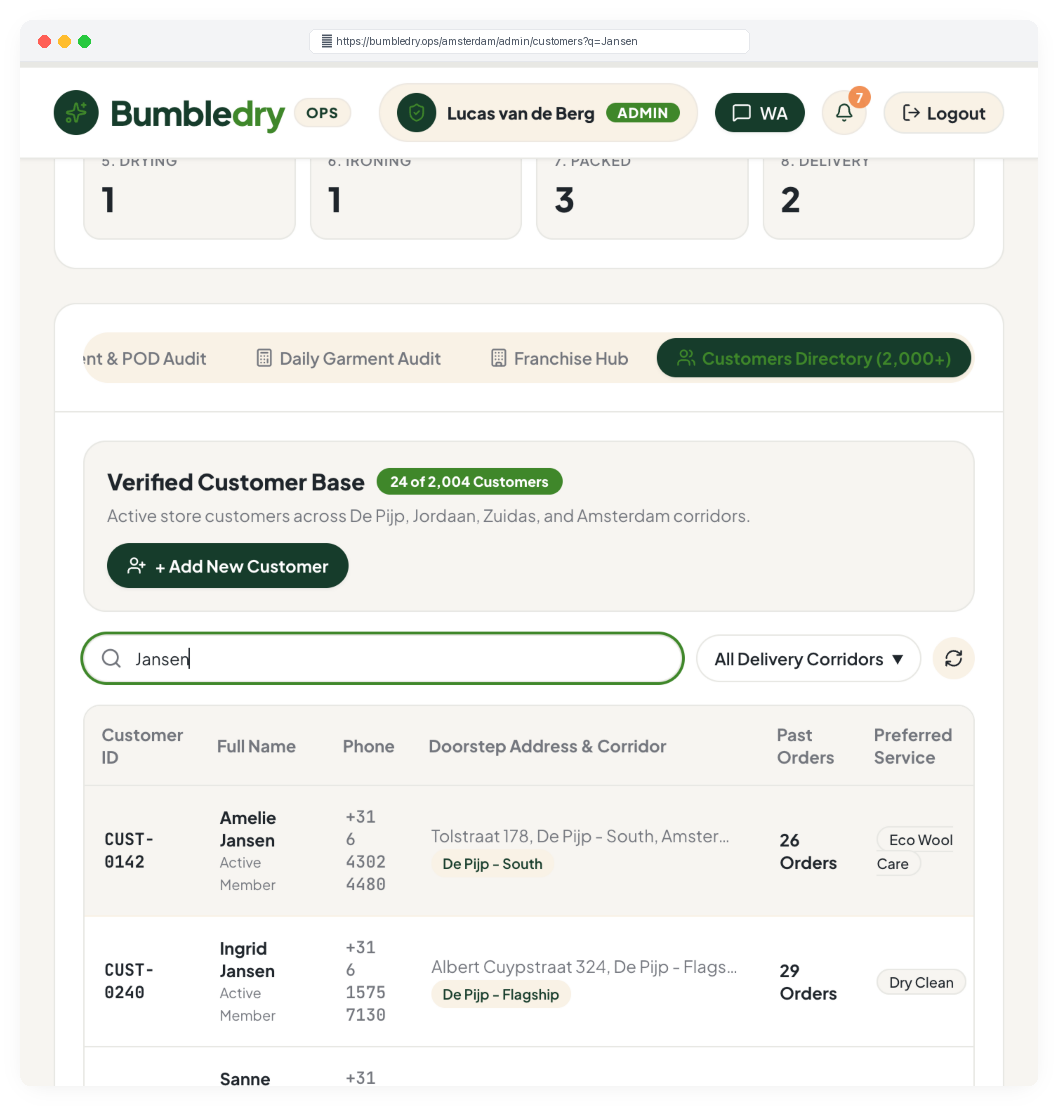 https://bumbledry.ops/amsterdam/admin/customers?q=Jansen
Bumbledry OPS Lucas van de Berg ADMIN WA 7 Logout
5. DRYING 6. IRONING 7. PACKED 8. DELIVERY
1 1 3 2
nt & POD Audit Daily Garment Audit Franchise Hub Customers Directory (2,000+)
Verified Customer Base 24 of 2,004 Customers
Active store customers across De Pijp, Jordaan, Zuidas, and Amsterdam corridors.
+ Add New Customer
Jansen All Delivery Corridors ▼
Customer ID Full Name Phone Doorstep Address & Corridor Past Orders Preferred Service
CUST-0142
Amelie Jansen
Active Member
+31 6 4302 4480
Tolstraat 178, De Pijp - South, Amster...
De Pijp - South
26 Orders
Eco Wool Care
CUST-0240
Ingrid Jansen
Active Member
+31 6 1575 7130
Albert Cuypstraat 324, De Pijp - Flags...
De Pijp - Flagship
29 Orders
Dry Clean
Sanne +31